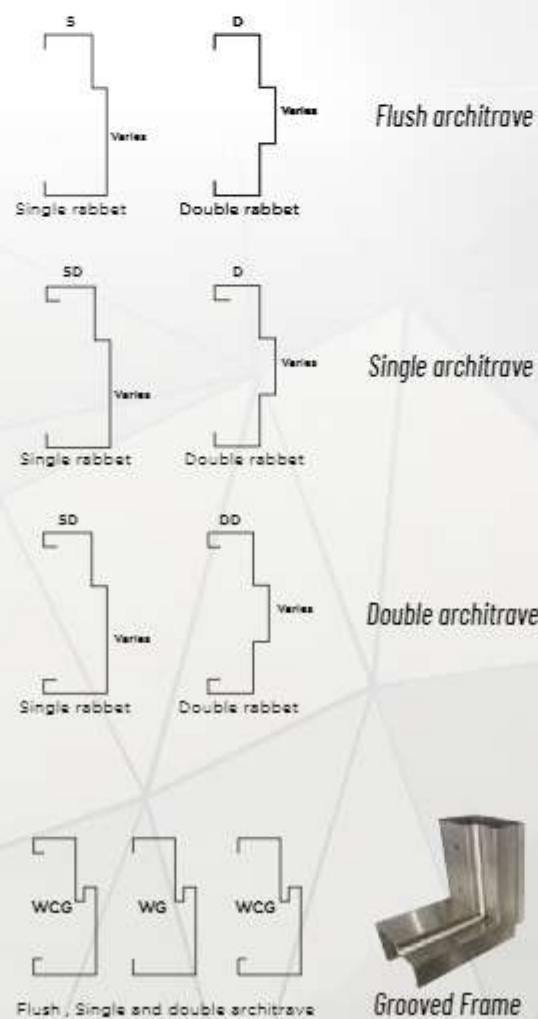 S
D
Varies
Varies
Flush architrave
Single rabbet
Double rabbet
SD
D
Varies
Varies
Single architrave
Single rabbet
Double rabbet
SD
DD
Varies
Varies
Double architrave
Single rabbet
Double rabbet
WCG
WG
WCG
Flush , Single and double architrave
Grooved Frame